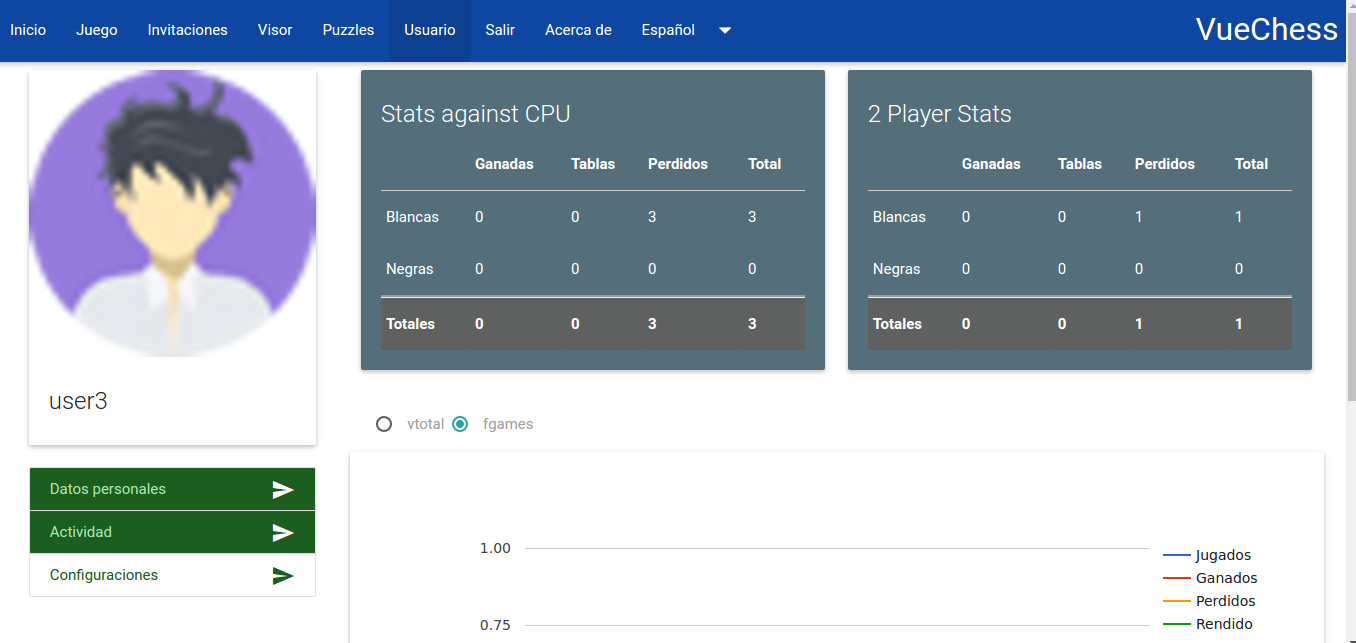 Inicio Juego Invitaciones Visor Puzzles Usuario Salir Acerca de Español VueChess
user3
Datos personales
Actividad
Configuraciones
Stats against CPU
Ganadas Tablas Perdidos Total
Blancas 0 0 3 3
Negras 0 0 0 0
Totales 0 0 3 3
2 Player Stats
Ganadas Tablas Perdidos Total
Blancas 0 0 1 1
Negras 0 0 0 0
Totales 0 0 1 1
vtotal fgames
1.00
0.75
Jugados
Ganados
Perdidos
Rendido